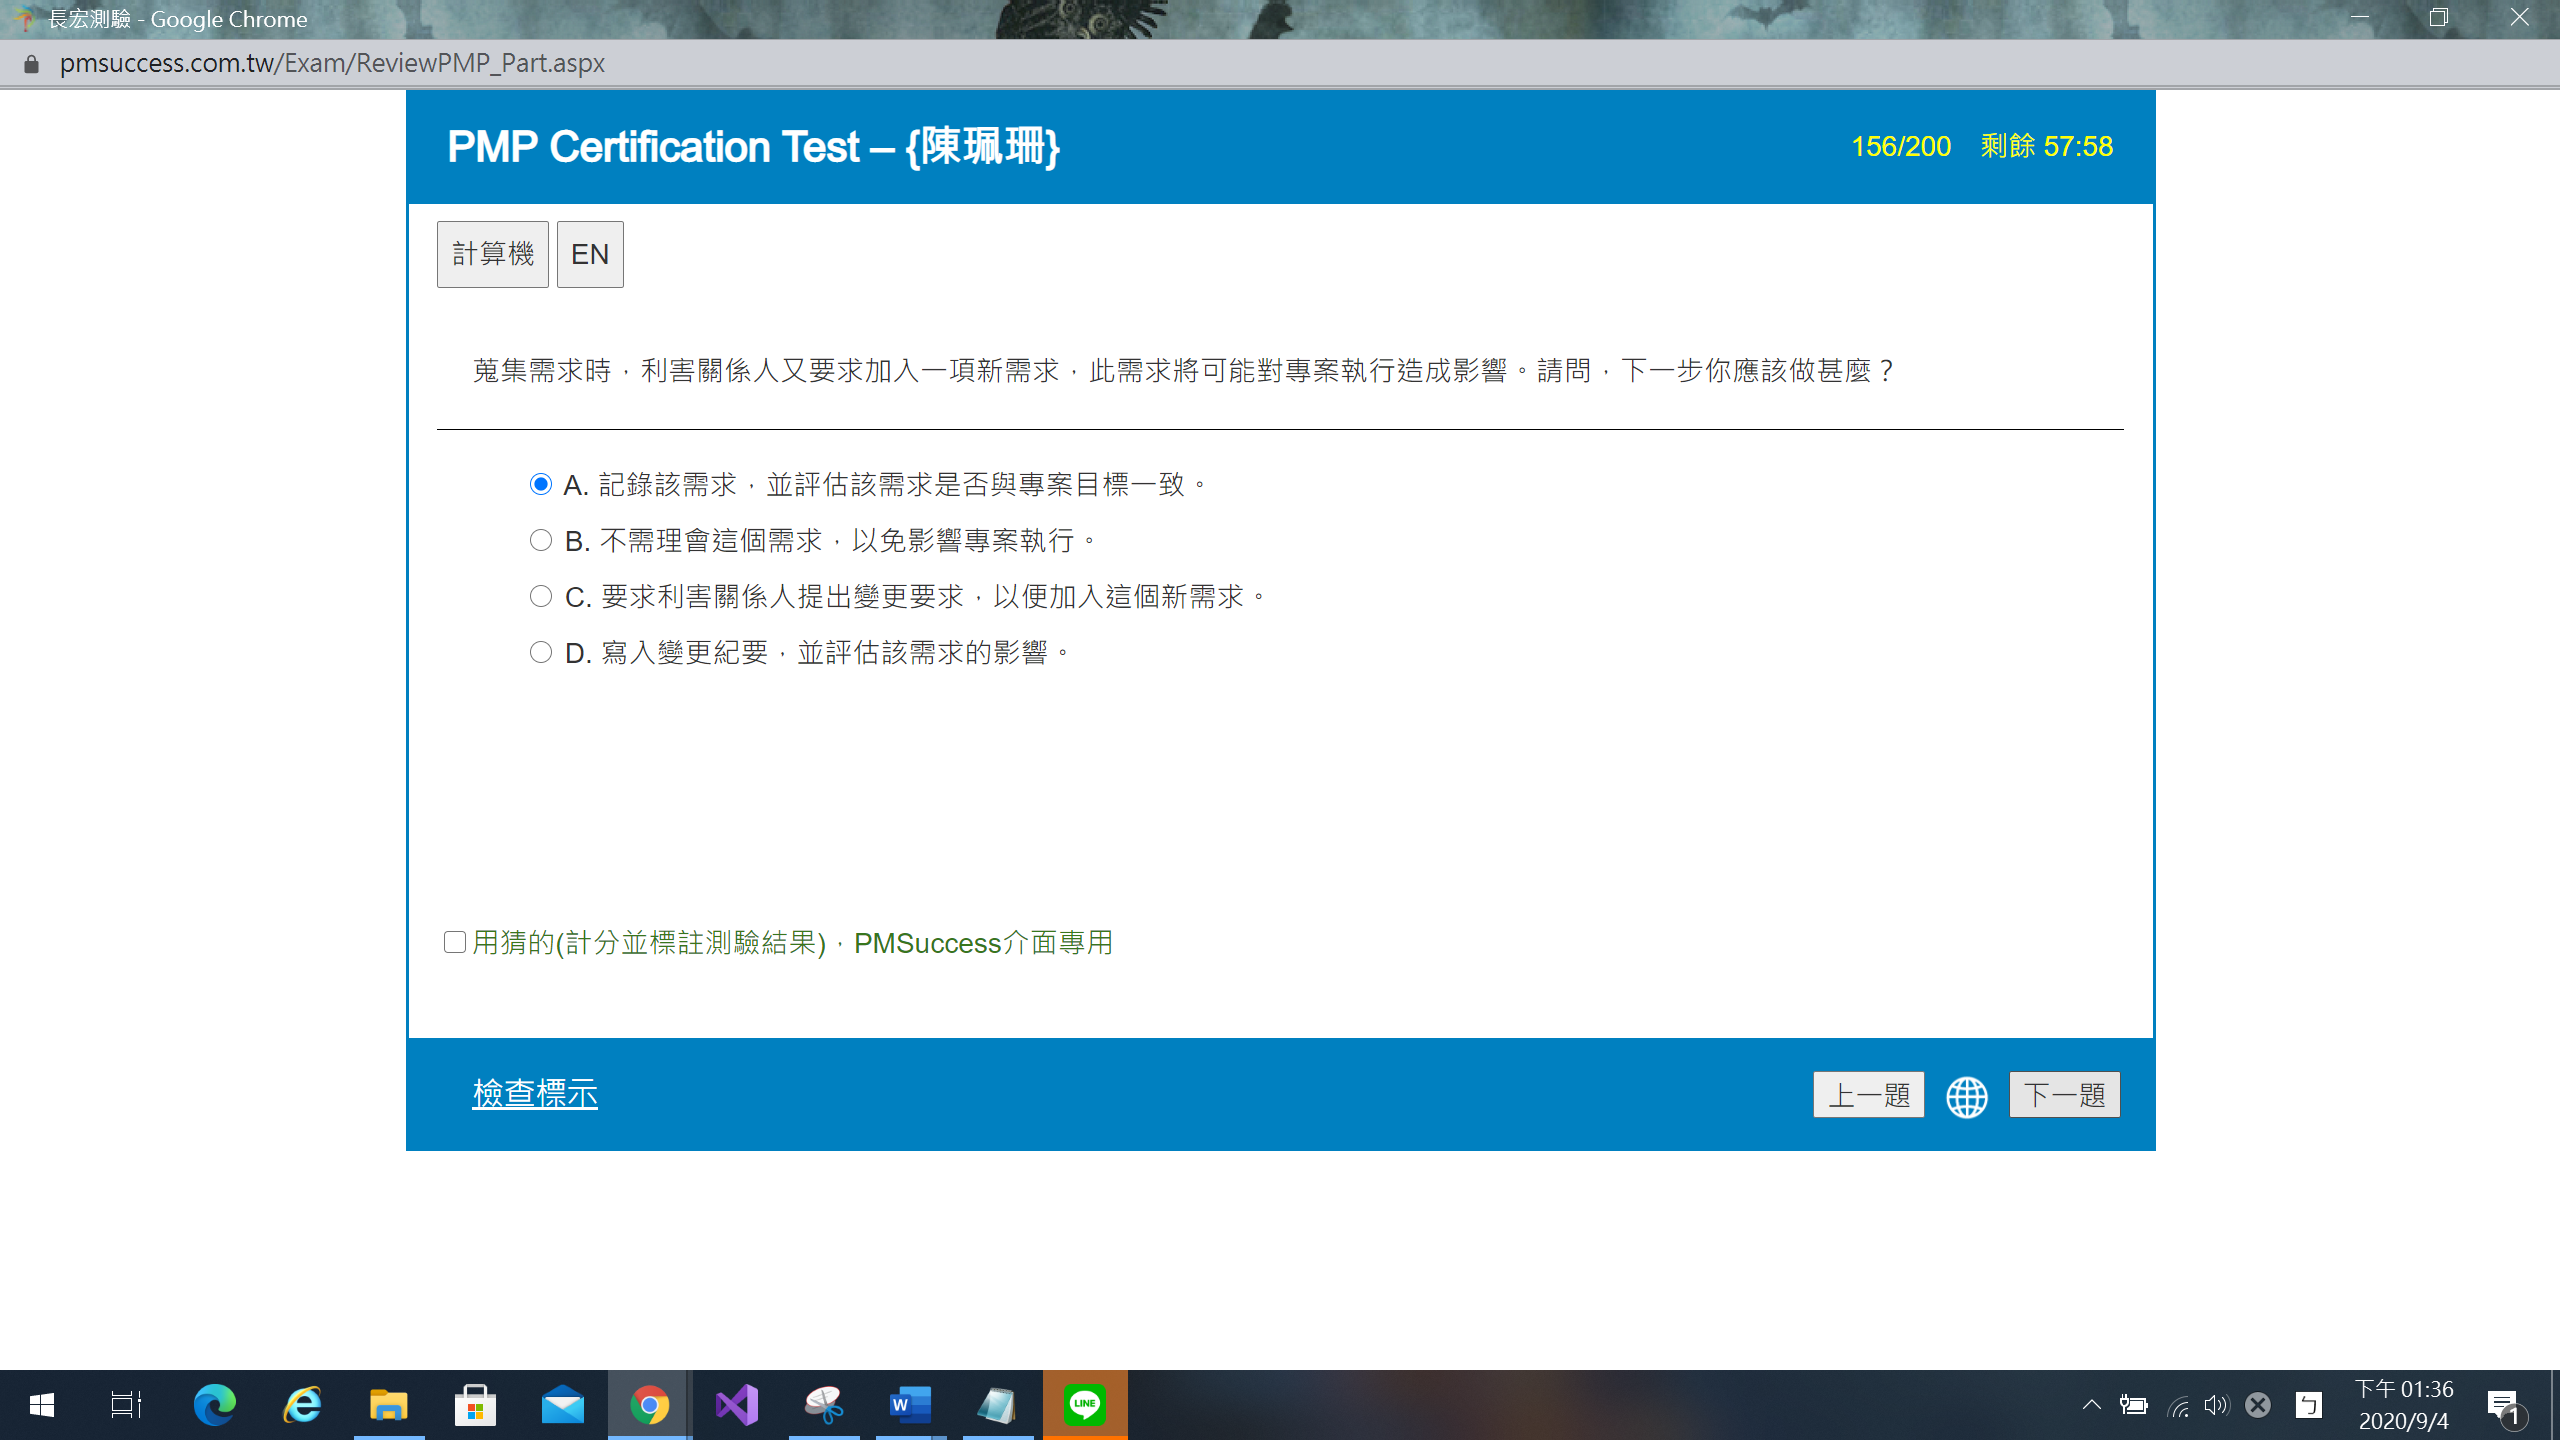 長宏測驗 - Google Chrome
pmsuccess.com.tw/Exam/ReviewPMP_Part.aspx
PMP Certification Test – {陳珮珊}
156/200 剩餘 57:58
計算機 EN
蒐集需求時，利害關係人又要求加入一項新需求，此需求將可能對專案執行造成影響。請問，下一步你應該做甚麼？
A. 記錄該需求，並評估該需求是否與專案目標一致。
B. 不需理會這個需求，以免影響專案執行。
C. 要求利害關係人提出變更要求，以便加入這個新需求。
D. 寫入變更紀要，並評估該需求的影響。
用猜的(計分並標註測驗結果)，PMSuccess介面專用
檢查標示
上一題 下一題
W
LINE
ㄅ
下午 01:36
2020/9/4
1